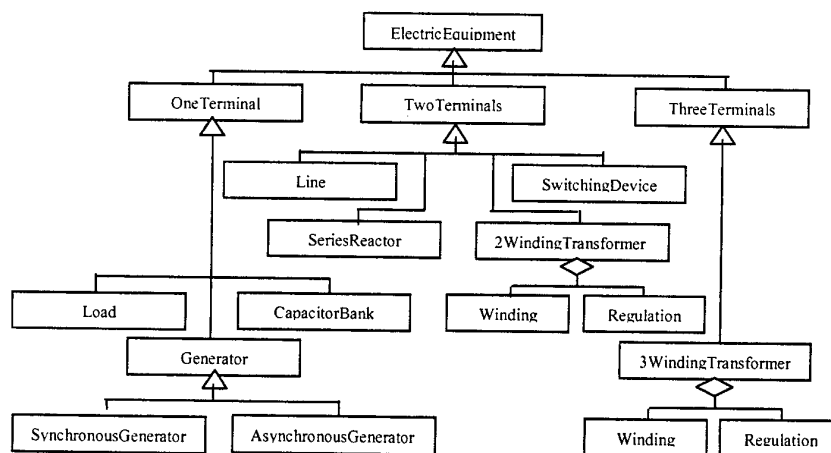 ElectricEquipment
OneTerminal
TwoTerminals
ThreeTerminals
Line
SwitchingDevice
SeriesReactor
2WindingTransformer
Load
CapacitorBank
Winding
Regulation
Generator
3WindingTransformer
SynchronousGenerator
AsynchronousGenerator
Winding
Regulation